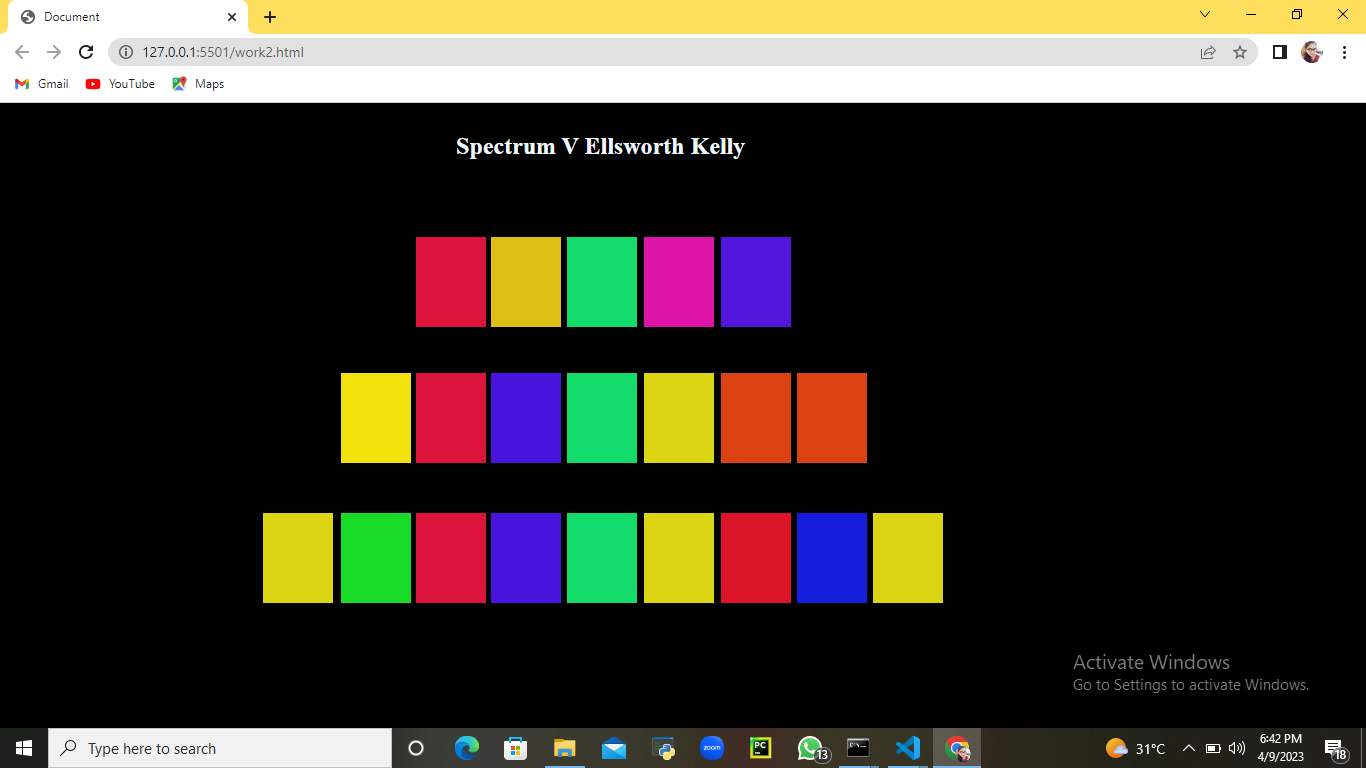 Document
127.0.0.1:5501/work2.html
Gmail YouTube Maps
Spectrum V Ellsworth Kelly
Activate Windows
Go to Settings to activate Windows.
Type here to search
zoom
PC
13
31°C
6:42 PM
4/9/2023
18